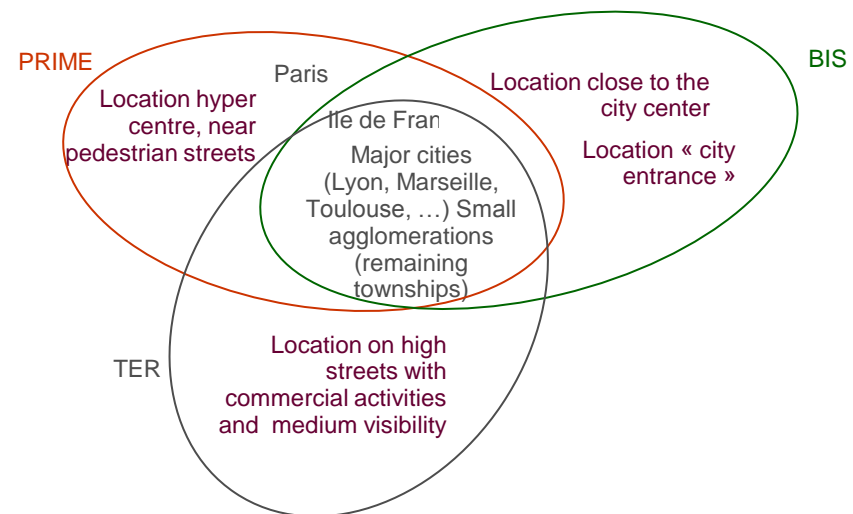 PRIME
Paris
BIS
Location hyper
centre, near
pedestrian streets
Location close to the
city center
Location « city
entrance »
Ile de Fran
Major cities
(Lyon, Marseille,
Toulouse, …) Small
agglomerations
(remaining
townships)
TER
Location on high
streets with
commercial activities
and medium visibility